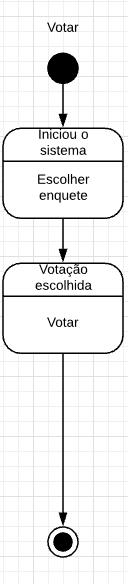 Votar
Iniciou o
sistema
Escolher
enquete
Votação
escolhida
Votar